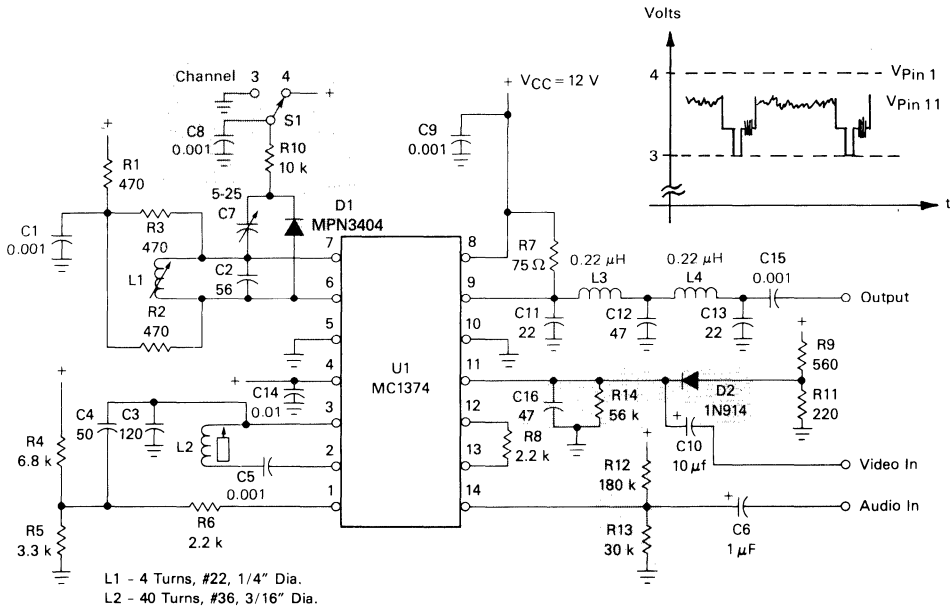 Volts
4
V Pin 1
V Pin 11
3
t
Channel 3 4
+
S1
C8
0.001
R10
10 k
+
VCC = 12 V
C9
0.001
+
R1
470
C1
0.001
R3
470
L1
R2
470
5-25
C7
C2
56
D1
MPN3404
7
6
5
4
3
2
1
8
9
10
11
12
13
14
U1
MC1374
R7
75 Ω
0.22 μH
L3
0.22 μH
L4
C15
0.001
Output
C11
22
C12
47
C13
22
+
R9
560
R11
220
D2
1N914
C16
47
R14
56 k
+
C10
10 μf
Video In
R8
2.2 k
+
R12
180 k
R13
30 k
+
C6
1 μF
Audio In
+
C14
0.01
C4
50
C3
120
L2
C5
0.001
+
R4
6.8 k
R5
3.3 k
R6
2.2 k
L1 - 4 Turns, #22, 1/4" Dia.
L2 - 40 Turns, #36, 3/16" Dia.